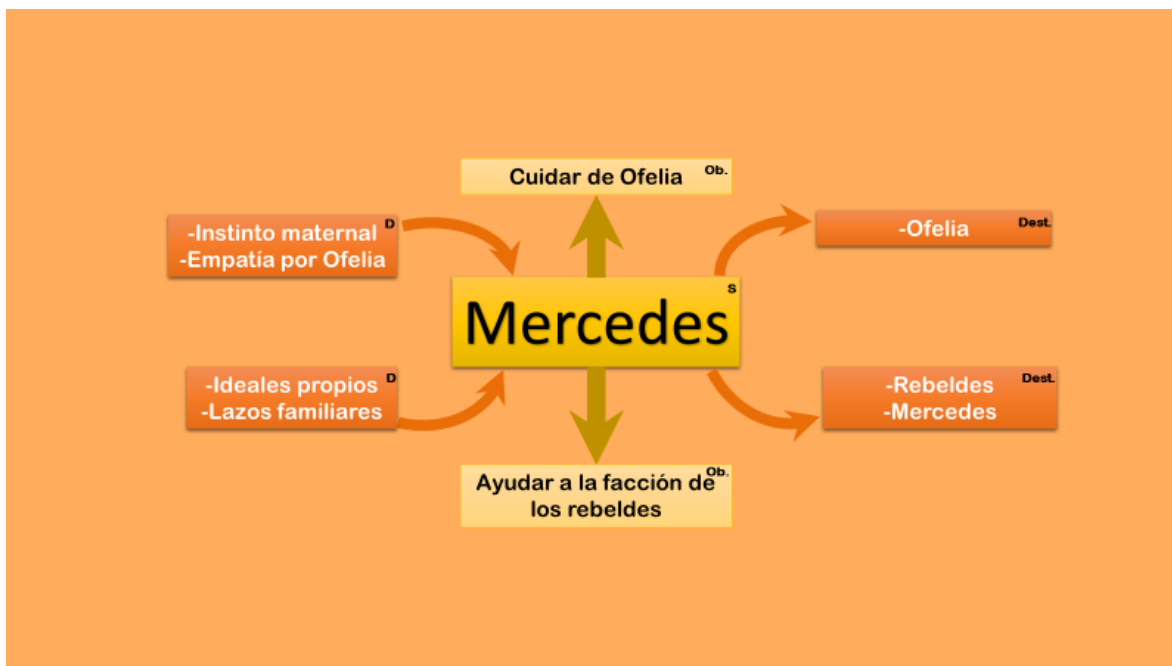 Cuidar de Ofelia Ob.
-Instinto maternal D
-Empatía por Ofelia
-Ofelia Dest.
Mercedes S
-Ideales propios D
-Lazos familiares
-Rebeldes Dest.
-Mercedes
Ayudar a la facción de Ob.
los rebeldes